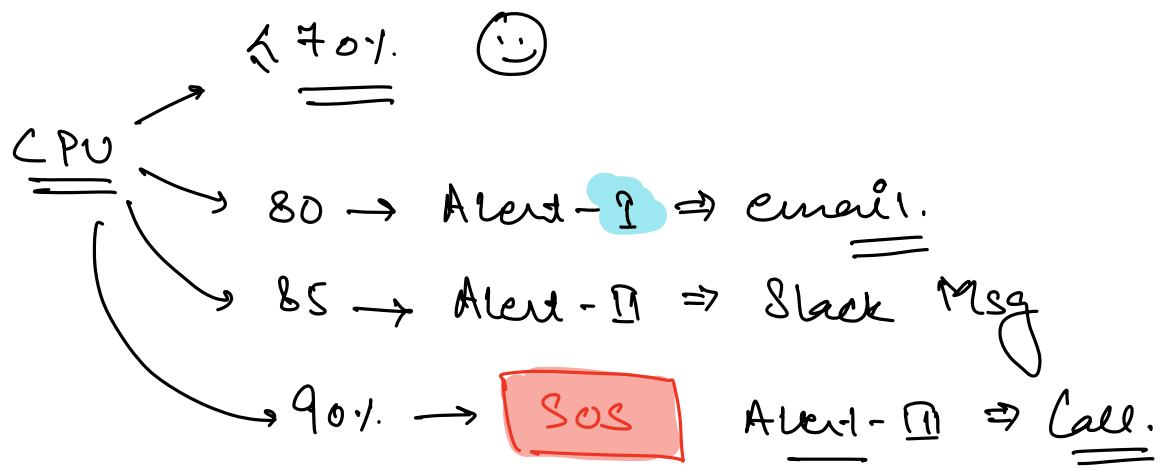 ≤ 70%.
CPU
80 → Alert-I ⇒ email.
85 → Alert-II ⇒ Slack Msg
90% → SOS Alert-III ⇒ Call.